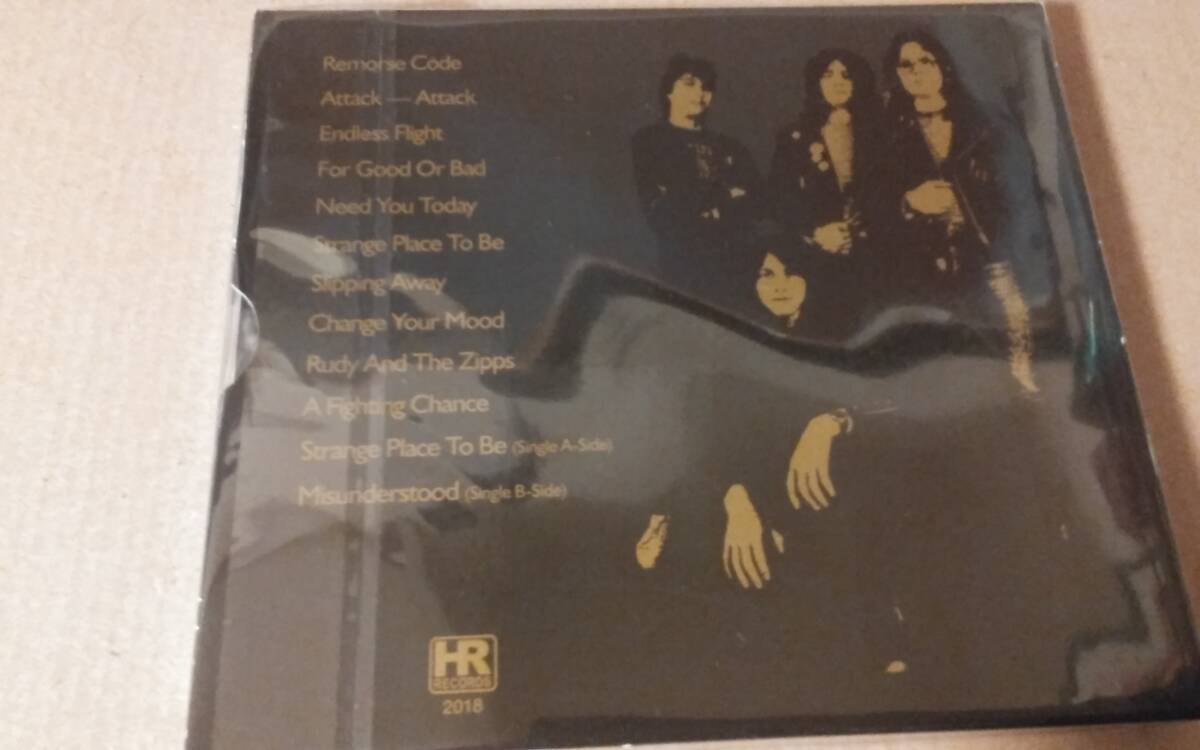 Remorse Code
Attack — Attack
Endless Flight
For Good Or Bad
Need You Today
Strange Place To Be
Slipping Away
Change Your Mood
Rudy And The Zipps
A Fighting Chance
Strange Place To Be (Single A-Side)
Misunderstood (Single B-Side)
HR
RECORDS
2018